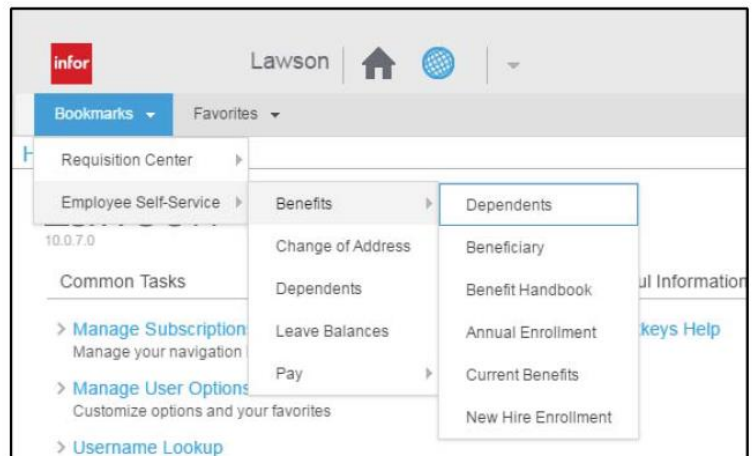 infor
Lawson
Bookmarks
Favorites
Requisition Center
Employee Self-Service
Benefits
Change of Address
Dependents
Leave Balances
Pay
Dependents
Beneficiary
Benefit Handbook
Annual Enrollment
Current Benefits
New Hire Enrollment
10.0.7.0
Common Tasks
Information
> Manage Subscription
Manage your navigation
> Manage User Options
Customize options and your favorites
> Username Lookup
Help